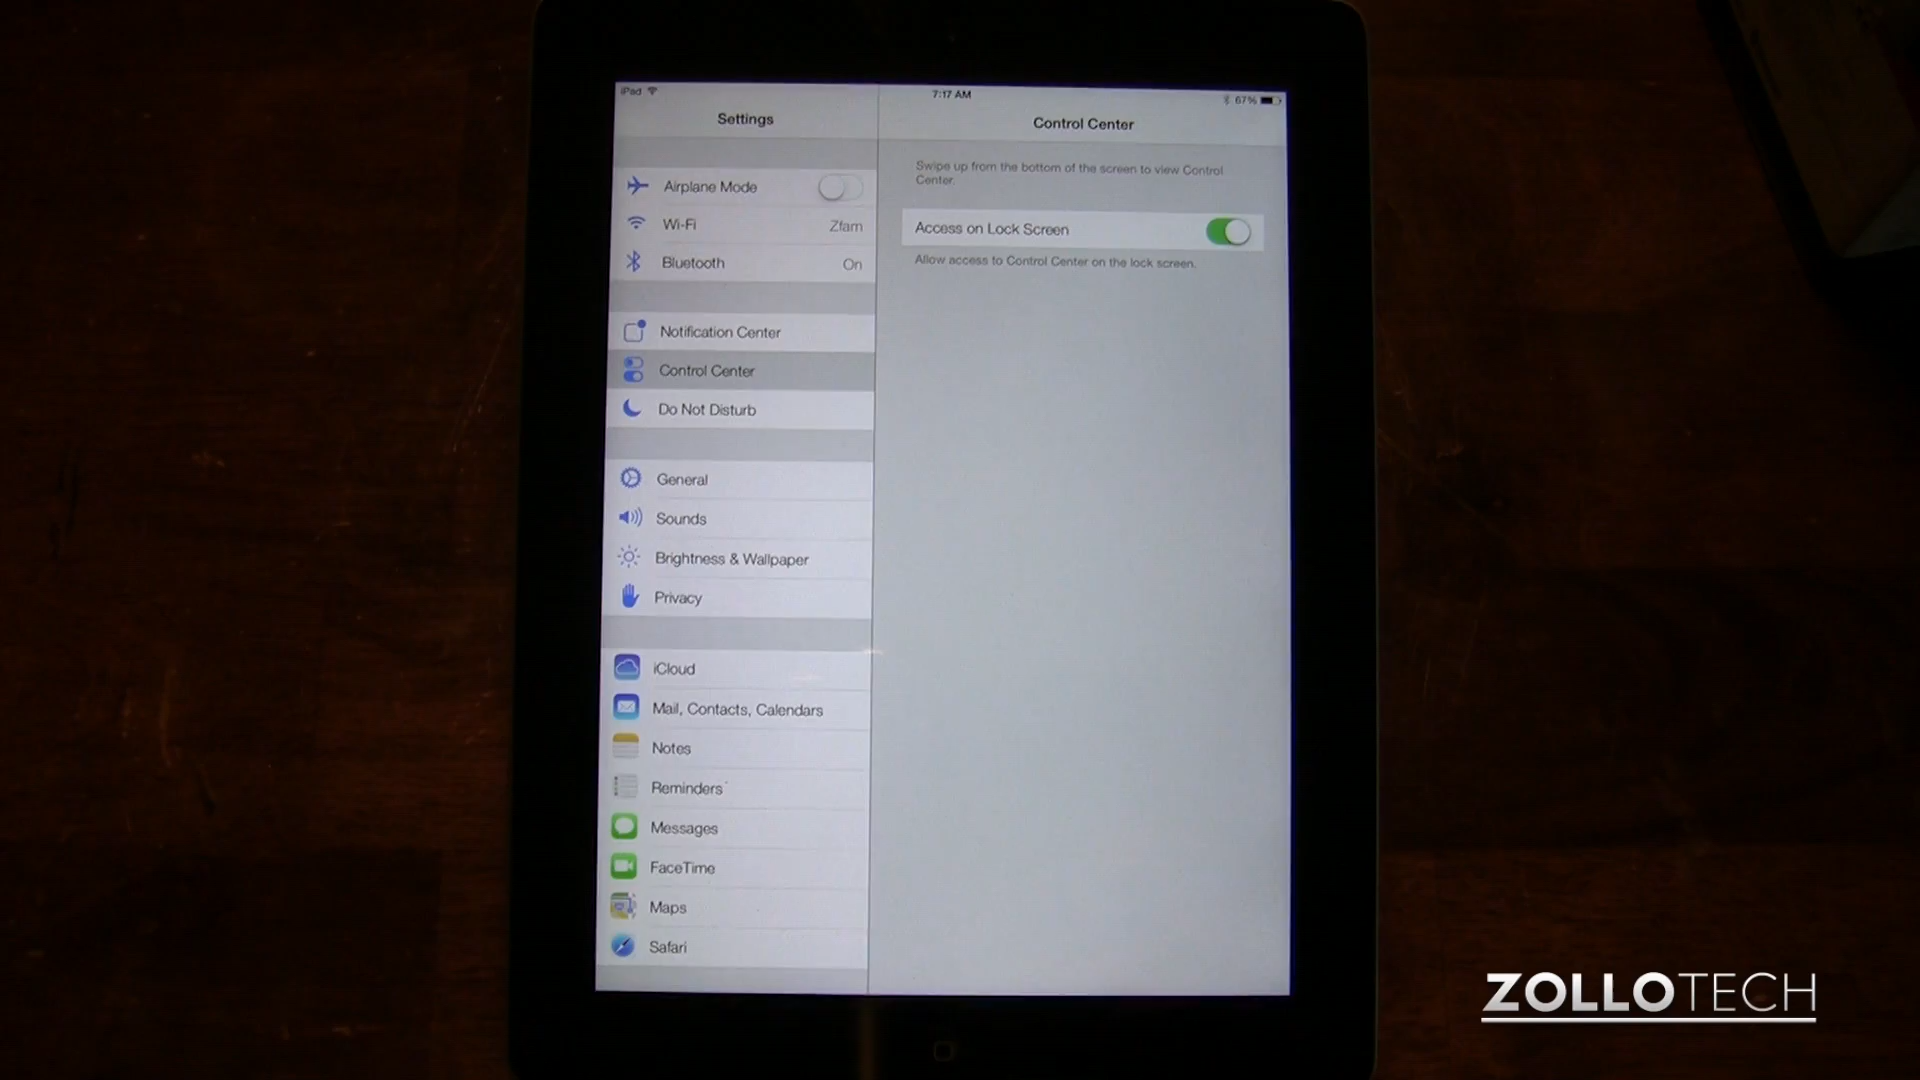 iPad
7:17 AM
67%
Settings
Control Center
Airplane Mode
Wi-Fi
Zfam
Bluetooth
On
Notification Center
Control Center
Do Not Disturb
General
Sounds
Brightness & Wallpaper
Privacy
iCloud
Mail, Contacts, Calendars
Notes
Reminders
Messages
FaceTime
Maps
Safari
Swipe up from the bottom of the screen to view Control
Center.
Access on Lock Screen
Allow access to Control Center on the lock screen.
ZOLLOTECH